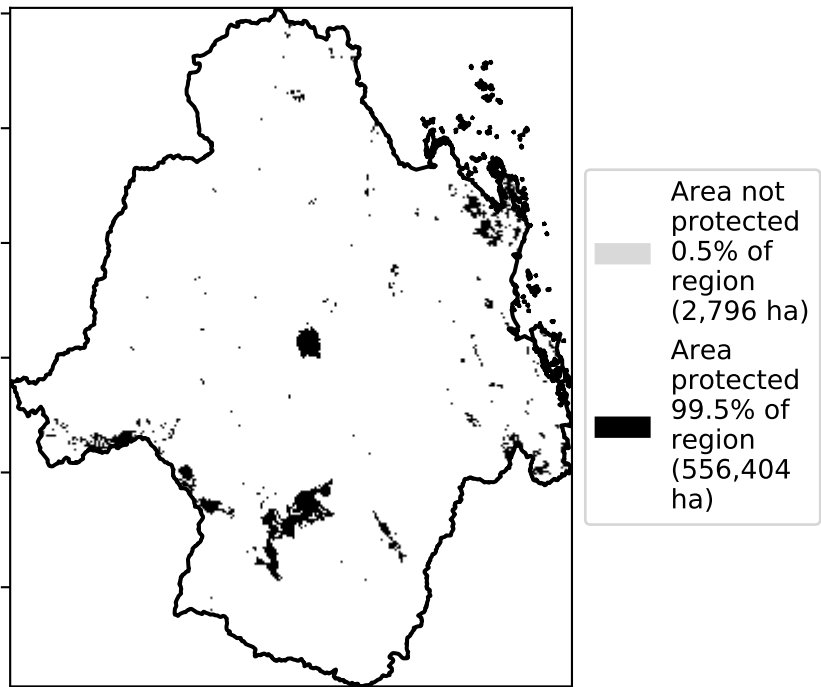 Area not
protected
0.5% of
region
(2,796 ha)
Area
protected
99.5% of
region
(556,404
ha)